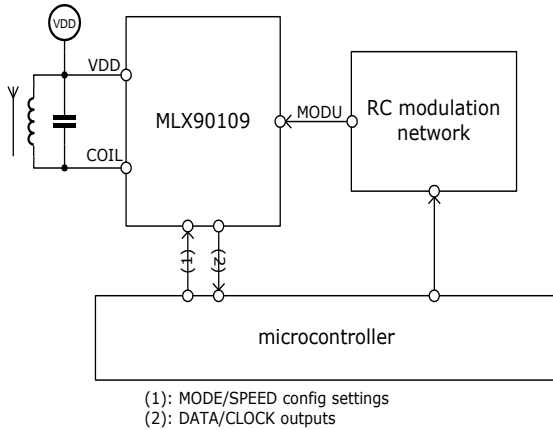 VDD
VDD
MLX90109
MODU
RC modulation
network
COIL
(1)
(2)
microcontroller
(1): MODE/SPEED config settings
(2): DATA/CLOCK outputs